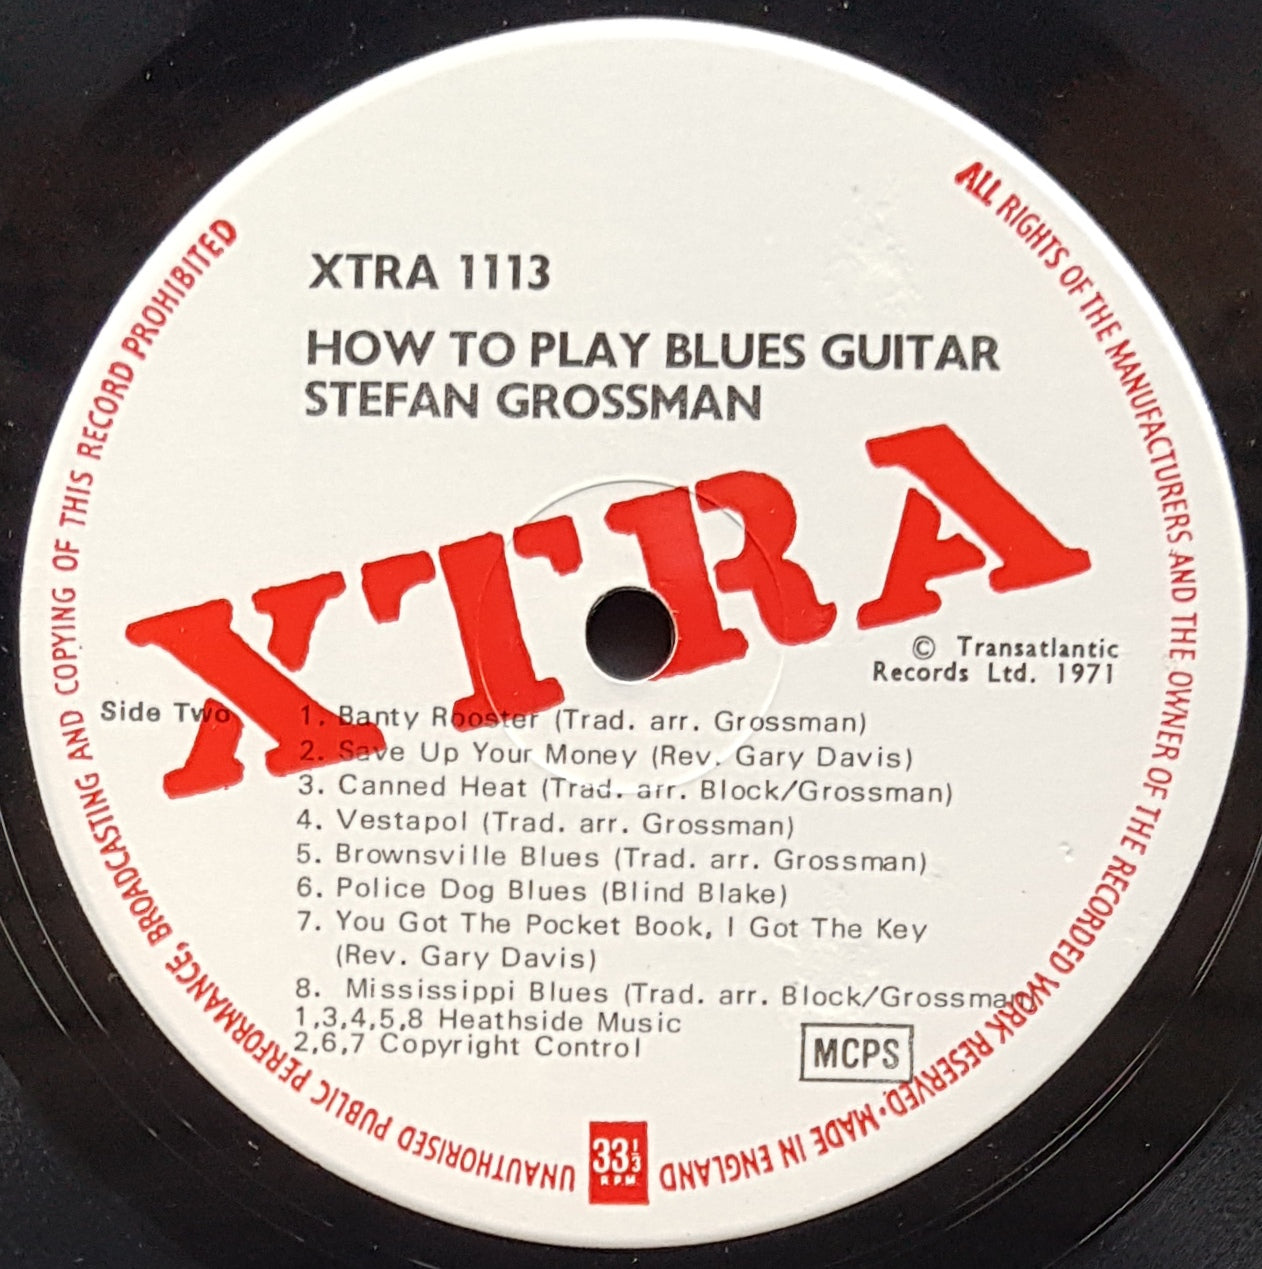 XTRA 1113
HOW TO PLAY BLUES GUITAR
STEFAN GROSSMAN
XTRA
© Transatlantic
Records Ltd. 1971
Side Two
1. Banty Rooster (Trad. arr. Grossman)
2. Save Up Your Money (Rev. Gary Davis)
3. Canned Heat (Trad. arr. Block/Grossman)
4. Vestapol (Trad. arr. Grossman)
5. Brownsville Blues (Trad. arr. Grossman)
6. Police Dog Blues (Blind Blake)
7. You Got The Pocket Book, I Got The Key
(Rev. Gary Davis)
8. Mississippi Blues (Trad. arr. Block/Grossman)
1,3,4,5,8 Heathside Music
2,6,7 Copyright Control
MCPS
33⅓
RPM
ALL RIGHTS OF THE MANUFACTURERS AND THE OWNER OF THE RECORDED WORK RESERVED·MADE IN ENGLAND
UNAUTHORISED PUBLIC PERFORMANCE, BROADCASTING AND COPYING OF THIS RECORD PROHIBITED